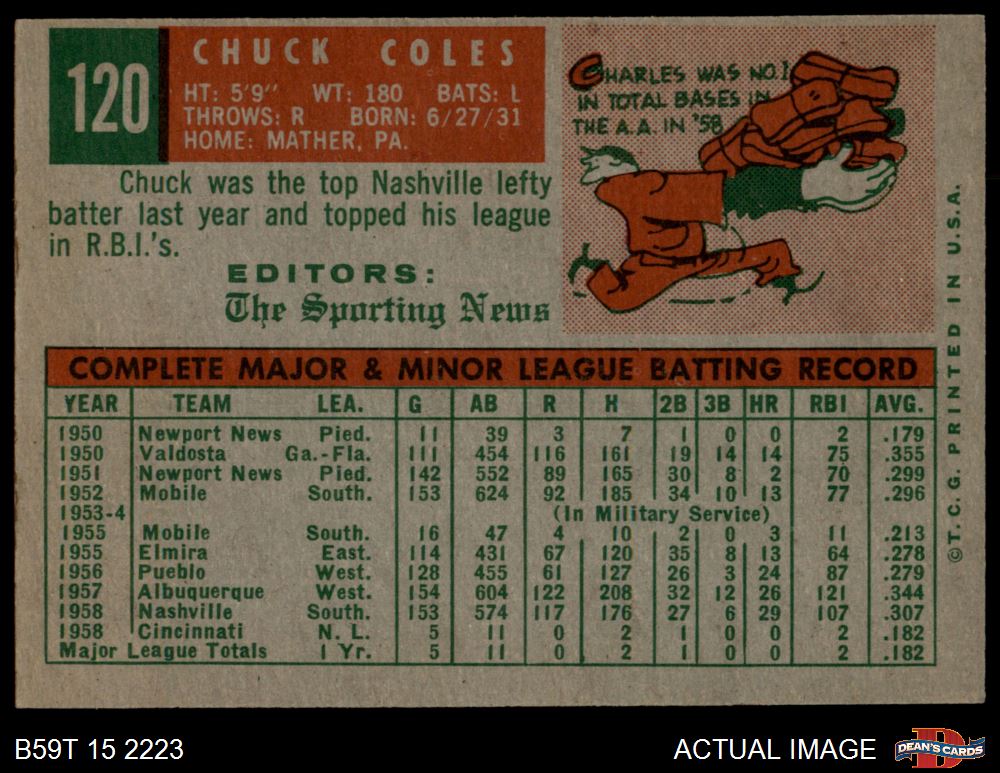 120
CHUCK COLES
HT: 5'9" WT: 180 BATS: L
THROWS: R BORN: 6/27/31
HOME: MATHER, PA.
Chuck was the top Nashville lefty
batter last year and topped his league
in R.B.I.'s.
EDITORS:
The Sporting News
CHARLES WAS NO.1
IN TOTAL BASES IN
THE A.A. IN '58
COMPLETE MAJOR & MINOR LEAGUE BATTING RECORD
YEAR TEAM LEA. G AB R H 2B 3B HR RBI AVG.
1950 Newport News Pied. 11 39 3 7 1 0 0 2 .179
1950 Valdosta Ga.-Fla. 111 454 116 161 19 14 14 75 .355
1951 Newport News Pied. 142 552 89 165 30 8 2 70 .299
1952 Mobile South. 153 624 92 185 34 10 13 77 .296
1953-4 (In Military Service)
1955 Mobile South. 16 47 4 10 2 0 3 11 .213
1955 Elmira East. 114 431 67 120 35 8 13 64 .278
1956 Pueblo West. 128 455 61 127 26 3 24 87 .279
1957 Albuquerque West. 154 604 122 208 32 12 26 121 .344
1958 Nashville South. 153 574 117 176 27 6 29 107 .307
1958 Cincinnati N. L. 5 11 0 2 1 0 0 2 .182
Major League Totals 1 Yr. 5 11 0 2 1 0 0 2 .182
©T.C.G. PRINTED IN U.S.A.
B59T 15 2223
ACTUAL IMAGE
D
DEAN'S CARDS